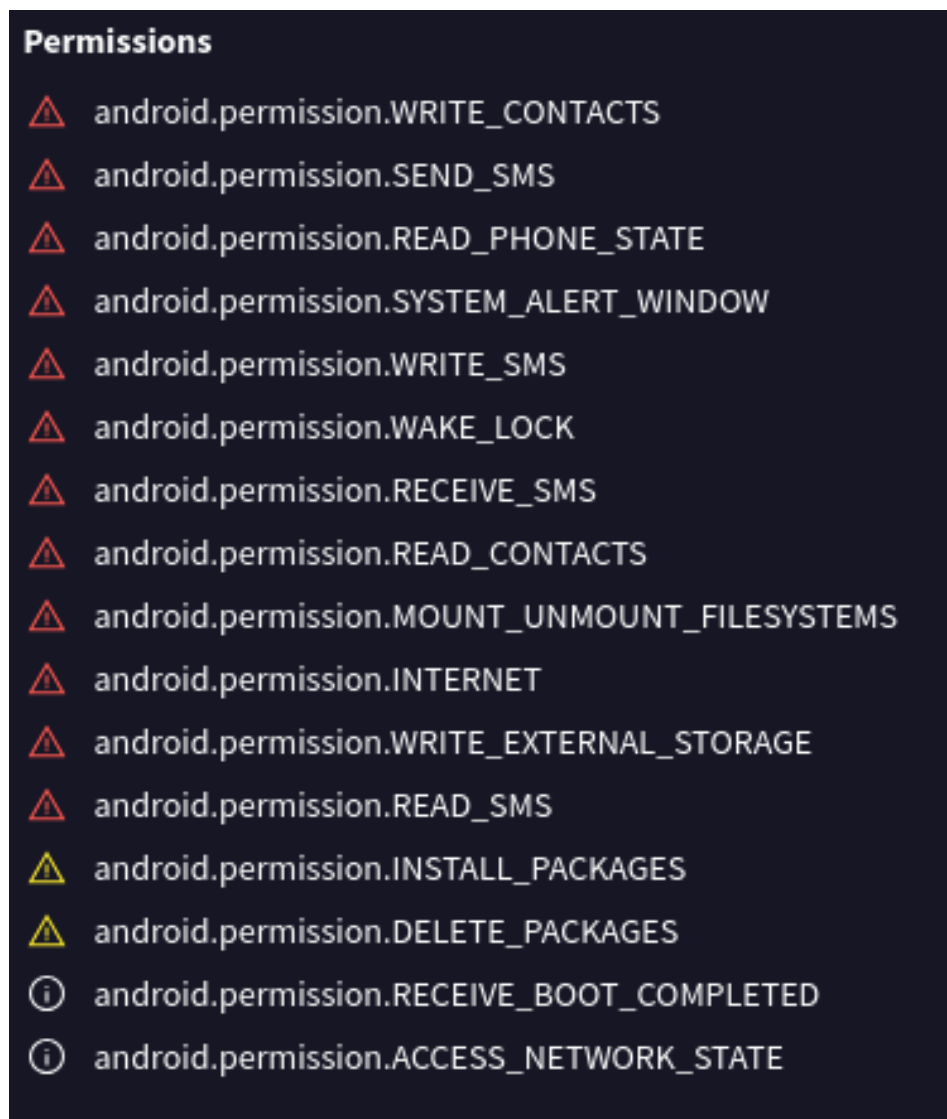 Permissions
android.permission.WRITE_CONTACTS
android.permission.SEND_SMS
android.permission.READ_PHONE_STATE
android.permission.SYSTEM_ALERT_WINDOW
android.permission.WRITE_SMS
android.permission.WAKE_LOCK
android.permission.RECEIVE_SMS
android.permission.READ_CONTACTS
android.permission.MOUNT_UNMOUNT_FILESYSTEMS
android.permission.INTERNET
android.permission.WRITE_EXTERNAL_STORAGE
android.permission.READ_SMS
android.permission.INSTALL_PACKAGES
android.permission.DELETE_PACKAGES
android.permission.RECEIVE_BOOT_COMPLETED
android.permission.ACCESS_NETWORK_STATE